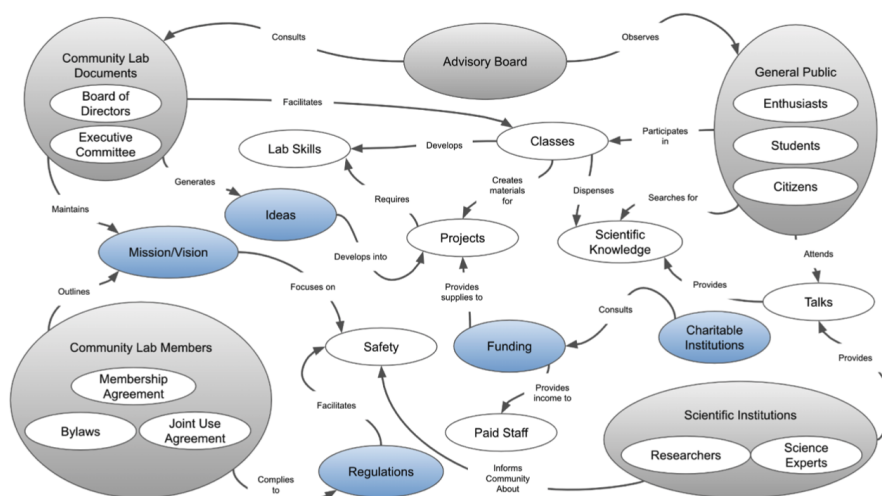 Consults
Observes
Advisory Board
Community Lab
Documents
Board of
Directors
Executive
Committee
General Public
Enthusiasts
Students
Citizens
Facilitates
Lab Skills
Develops
Classes
Participates
in
Generates
Creates
materials
for
Dispenses
Requires
Searches for
Maintains
Ideas
Mission/Vision
Develops into
Projects
Scientific
Knowledge
Attends
Outlines
Focuses on
Provides
supplies to
Provides
Talks
Consults
Charitable
Institutions
Community Lab Members
Membership
Agreement
Bylaws
Joint Use
Agreement
Safety
Funding
Provides
Facilitates
Provides
income to
Paid Staff
Scientific Institutions
Researchers
Science
Experts
Complies
to
Regulations
Informs
Community
About